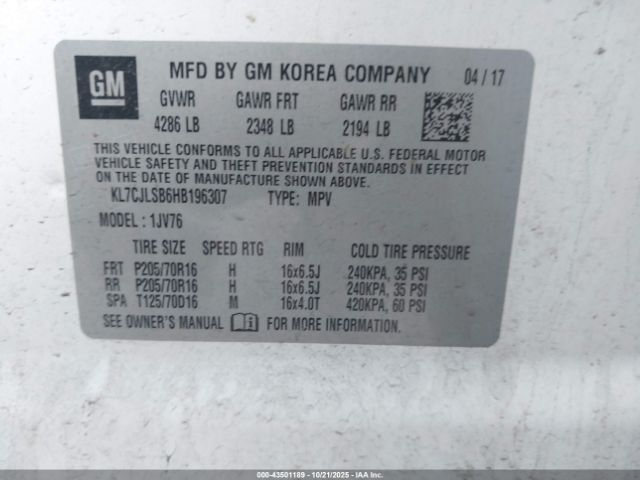 GM MFD BY GM KOREA COMPANY 04 / 17
GVWR GAWR FRT GAWR RR
4286 LB 2348 LB 2194 LB
THIS VEHICLE CONFORMS TO ALL APPLICABLE U.S. FEDERAL MOTOR
VEHICLE SAFETY AND THEFT PREVENTION STANDARDS IN EFFECT
ON THE DATE OF MANUFACTURE SHOWN ABOVE.
KL7CJLSB6HB196307 TYPE: MPV
MODEL : 1JV76
TIRE SIZE SPEED RTG RIM COLD TIRE PRESSURE
FRT P205/70R16 H 16x6.5J 240KPA, 35 PSI
RR P205/70R16 H 16x6.5J 240KPA, 35 PSI
SPA T125/70D16 M 16x4.0T 420KPA, 60 PSI
SEE OWNER'S MANUAL FOR MORE INFORMATION.
000-43501189 - 10/21/2025 - IAAI.COM